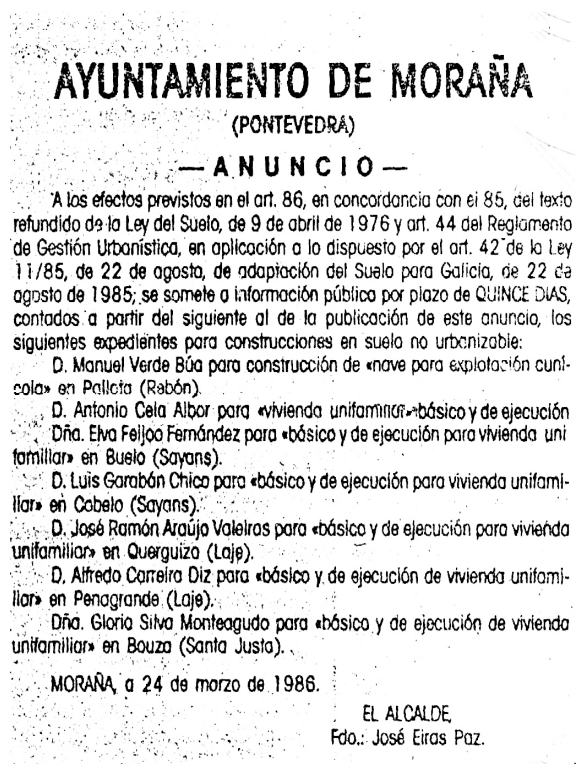 AYUNTAMIENTO DE MORAÑA
(PONTEVEDRA)
— ANUNCIO —
A los efectos previstos en el art. 86, en concordancia con el 85, del texto
refundido de la Ley del Suelo, de 9 de abril de 1976 y art. 44 del Reglamento
de Gestión Urbanística, en aplicación a lo dispuesto por el art. 42 de la Ley
11/85, de 22 de agosto, de adaptación del Suelo para Galicia, de 22 de
agosto de 1985; se somete a información pública por plazo de QUINCE DIAS,
contados a partir del siguiente al de la publicación de este anuncio, los
siguientes expedientes para construcciones en suelo no urbanizable:
D. Manuel Verde Búa para construcción de «nave para explotación cuní-
cola» en Pallota (Rebón).
D. Antonio Cela Albor para «vivienda unifamiliar» básico y de ejecución
Dña. Elva Feijoo Fernández para «básico y de ejecución para vivienda uni
familiar» en Buelo (Sayans).
D. Luis Garabán Chico para «básico y de ejecución para vivienda unifami-
liar» en Cobelo (Sayans).
D. José Ramón Araújo Valeiras para «básico y de ejecución para vivienda
unifamiliar» en Querguizo (Laje).
D. Alfredo Carreira Diz para «básico y de ejecución de vivienda unifami-
liar» en Penagrande (Laje).
Dña. Gloria Silva Monteagudo para «básico y de ejecución de vivienda
unifamiliar» en Bouza (Santa Justa).
MORAÑA, a 24 de marzo de 1986.
EL ALCALDE,
Fdo.: José Eiras Paz.